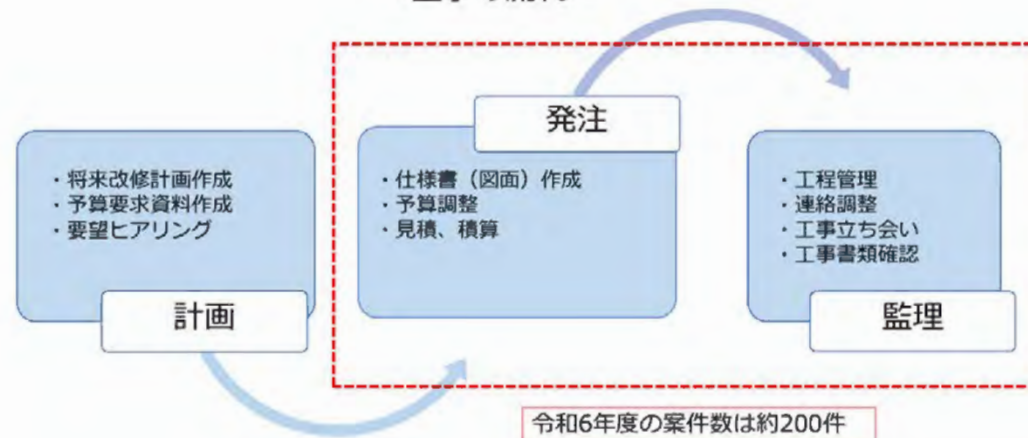 ・将来改修計画作成
・予算要求資料作成
・要望ヒアリング
計画
発注
・仕様書（図面）作成
・予算調整
・見積、積算
・工程管理
・連絡調整
・工事立ち会い
・工事書類確認
監理
令和6年度の案件数は約200件